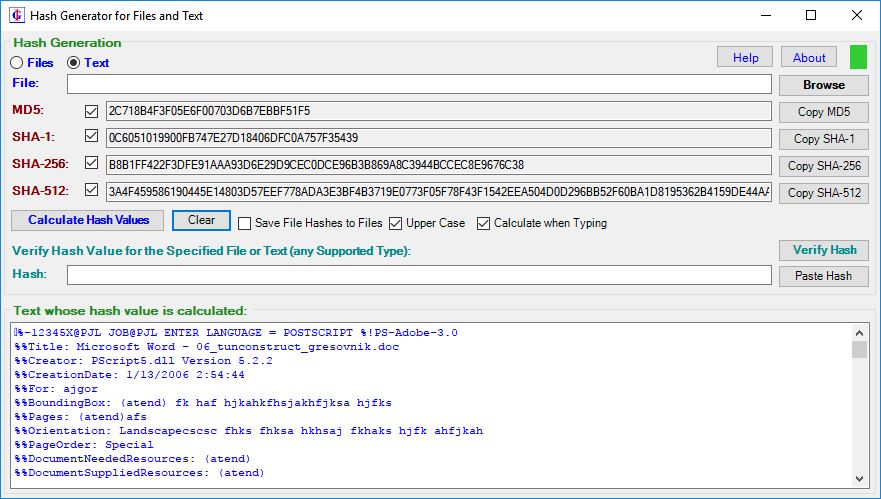 Hash Generator for Files and Text
Hash Generation
Files Text Help About
File: Browse
MD5: 2C718B4F3F05E6F00703D6B7EBBF51F5 Copy MD5
SHA-1: 0C6051019900FB747E27D18406DFC0A757F35439 Copy SHA-1
SHA-256: B8B1FF422F3DFE91AAA93D6E29D9CEC0DCE96B3B869A8C3944BCCEC8E9676C38 Copy SHA-256
SHA-512: 3A4F459586190445E14803D57EEF778ADA3E3BF4B3719E0773F05F78F43F1542EEA504D0D296BB52F60BA1D8195362B4159DE44AA Copy SHA-512
Calculate Hash Values Clear Save File Hashes to Files Upper Case Calculate when Typing
Verify Hash Value for the Specified File or Text (any Supported Type): Verify Hash
Hash: Paste Hash
Text whose hash value is calculated:
%-12345X@PJL JOB@PJL ENTER LANGUAGE = POSTSCRIPT %!PS-Adobe-3.0
%%Title: Microsoft Word - 06_tunconstruct_gresovnik.doc
%%Creator: PScript5.dll Version 5.2.2
%%CreationDate: 1/13/2006 2:54:44
%%For: ajgor
%%BoundingBox: (atend) fk haf hjkahkfhsjakhfjksa hjfks
%%Pages: (atend)afs
%%Orientation: Landscapecscsc fhks fhksa hkhsaj fkhaks hjfk ahfjkah
%%PageOrder: Special
%%DocumentNeededResources: (atend)
%%DocumentSuppliedResources: (atend)